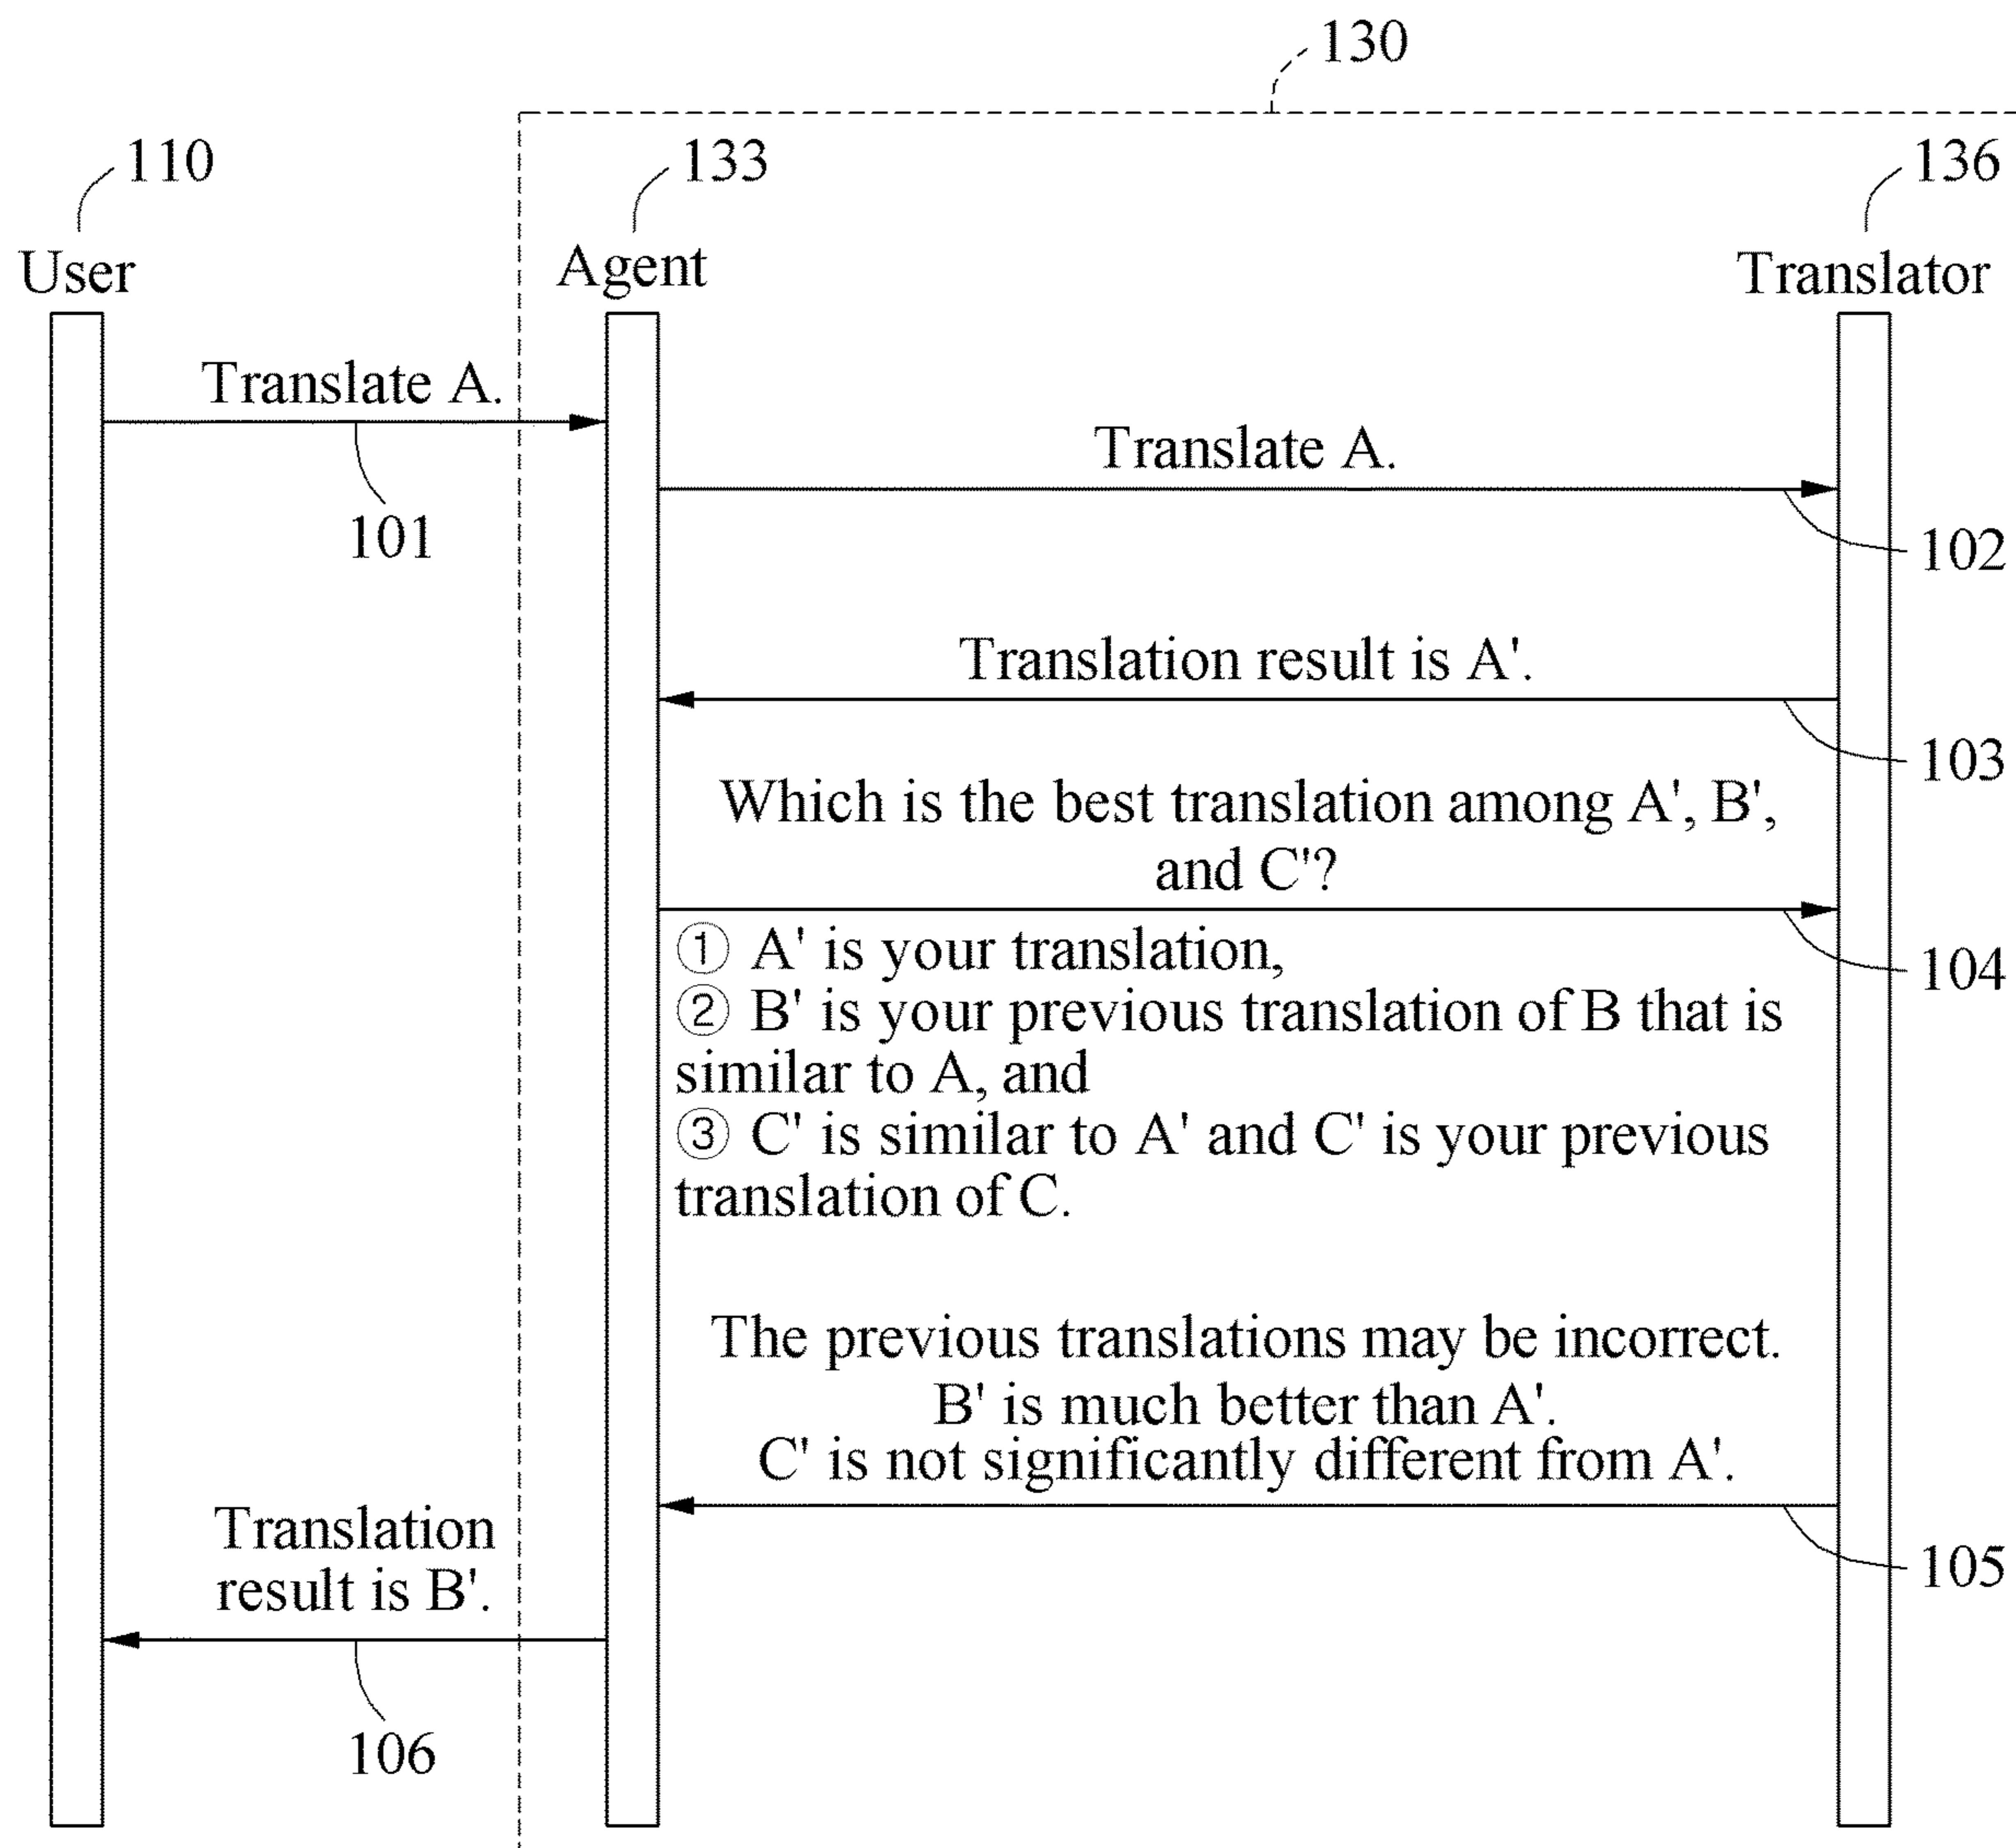 130
110
133
136
User
Agent
Translator
Translate A.
101
Translate A.
102
Translation result is A'.
103
Which is the best translation among A', B',
and C'?
104
① A' is your translation,
② B' is your previous translation of B that is
similar to A, and
③ C' is similar to A' and C' is your previous
translation of C.
The previous translations may be incorrect.
B' is much better than A'.
C' is not significantly different from A'.
105
Translation
result is B'.
106